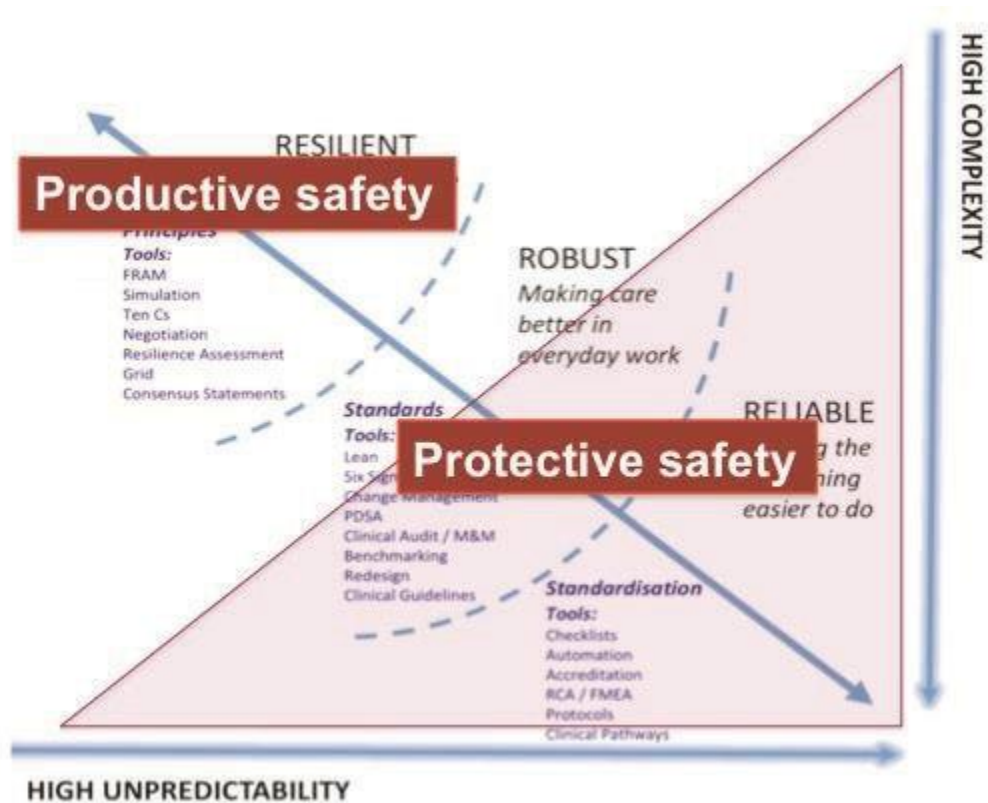 HIGH COMPLEXITY
RESILIENT
Productive safety
Principles
Tools:
FRAM
Simulation
Ten Cs
Negotiation
Resilience Assessment
Grid
Consensus Statements
ROBUST
Making care
better in
everyday work
Standards
Tools:
Lean
Six
Change Management
PDSA
Clinical Audit / M&M
Benchmarking
Redesign
Clinical Guidelines
RELIABLE
the
Protective safety
easier to do
Standardisation
Tools:
Checklists
Automation
Accreditation
RCA / FMEA
Protocols
Clinical Pathways
HIGH UNPREDICTABILITY